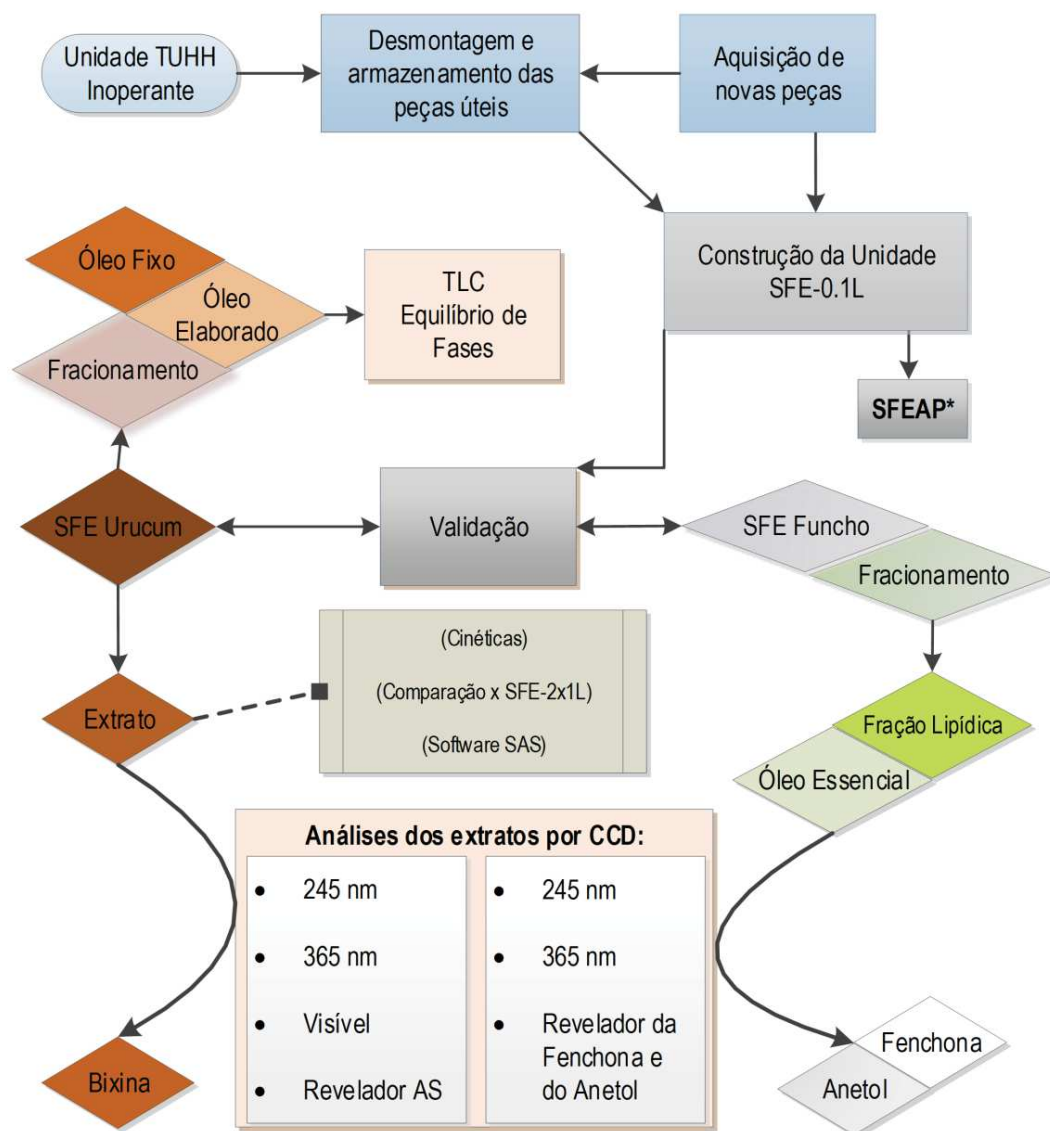 Unidade TUHH
Inoperante
Desmontagem e
armazenamento das
peças úteis
Aquisição de
novas peças
Óleo Fixo
Óleo
Elaborado
Fracionamento
TLC
Equilíbrio de
Fases
Construção da Unidade
SFE-0.1L
SFEAP*
SFE Urucum
Validação
SFE Funcho
Fracionamento
Extrato
(Cinéticas)
(Comparação x SFE-2x1L)
(Software SAS)
Fração Lipídica
Óleo Essencial
Análises dos extratos por CCD:
• 245 nm
• 365 nm
• Visível
• Revelador AS
• 245 nm
• 365 nm
• Revelador da
Fenchona e
do Anetol
Bixina
Fenchona
Anetol